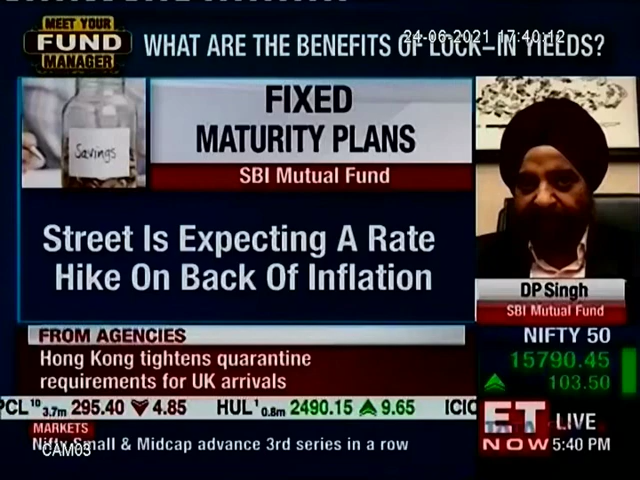 MEET YOUR
FUND
MANAGER
WHAT ARE THE BENEFITS OF LOCK-IN YIELDS?
24-06-2021 17:40:12
Savings
FIXED
MATURITY PLANS
SBI Mutual Fund
Street Is Expecting A Rate
Hike On Back Of Inflation
DP Singh
SBI Mutual Fund
FROM AGENCIES
Hong Kong tightens quarantine
requirements for UK arrivals
NIFTY 50
15790.45
103.50
PCL 10 3.7m 295.40 4.85 HUL 1 0.8m 2490.15 9.65 ICIC
MARKETS
Nifty Small & Midcap advance 3rd series in a row
CAM03
ET
NOW
LIVE
5:40 PM